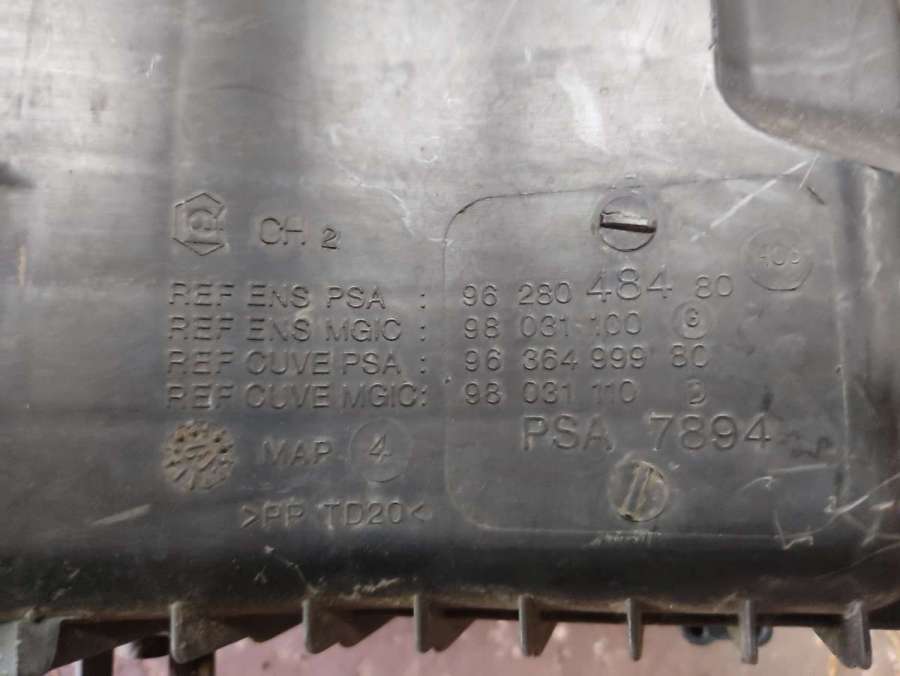 CH 2
REF ENS PSA : 96 280 484 80
REF ENS MGIC : 98 031 100 G
REF CUVE PSA : 96 364 999 80
REF CUVE MGIC : 98 031 110 D
PSA 7894
MAP 4
>PP TD20<